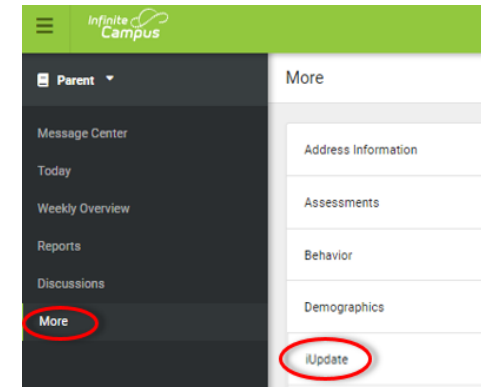 Infinite
Campus
Parent
More
Message Center
Today
Weekly Overview
Reports
Discussions
More
Address Information
Assessments
Behavior
Demographics
iUpdate